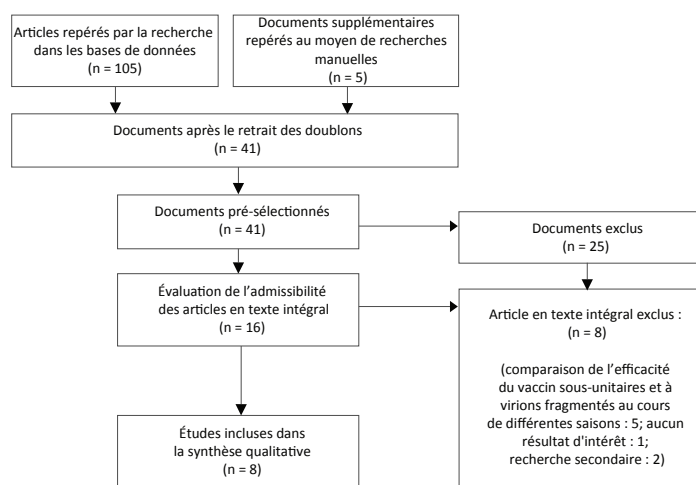 Articles repérés par la recherche
dans les bases de données
(n = 105)
Documents supplémentaires
repérés au moyen de recherches
manuelles
(n = 5)
Documents après le retrait des doublons
(n = 41)
Documents pré-sélectionnés
(n = 41)
Documents exclus
(n = 25)
Évaluation de l'admissibilité
des articles en texte intégral
(n = 16)
Article en texte intégral exclus :
(n = 8)
(comparaison de l'efficacité
du vaccin sous-unitaires et à
virions fragmentés au cours
de différentes saisons : 5; aucun
résultat d'intérêt : 1;
recherche secondaire : 2)
Études incluses dans
la synthèse qualitative
(n = 8)